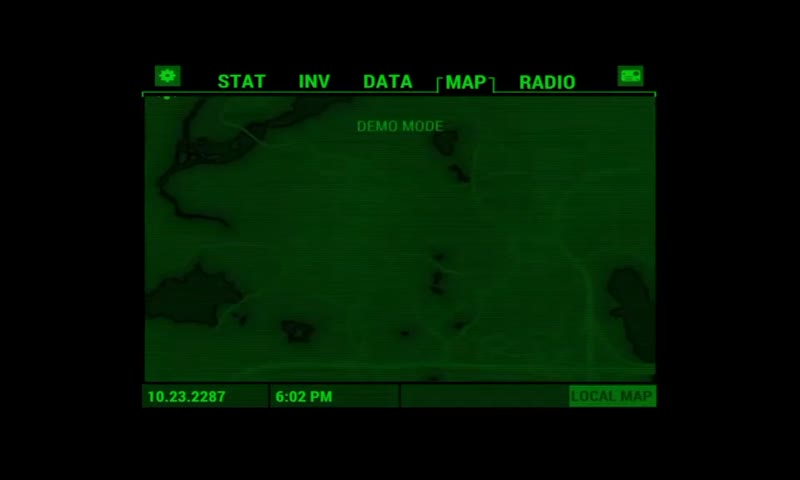 STAT INV DATA MAP RADIO
DEMO MODE
10.23.2287 6:02 PM LOCAL MAP